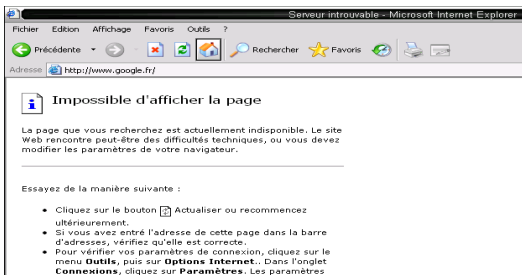 Serveur introuvable - Microsoft Internet Explorer
Fichier Edition Affichage Favoris Outils ?
Précédente Rechercher Favoris
Adresse http://www.google.fr/
Impossible d'afficher la page
La page que vous recherchez est actuellement indisponible. Le site
Web rencontre peut-être des difficultés techniques, ou vous devez
modifier les paramètres de votre navigateur.
Essayez de la manière suivante :
• Cliquez sur le bouton Actualiser ou recommencez
ultérieurement.
• Si vous avez entré l'adresse de cette page dans la barre
d'adresses, vérifiez qu'elle est correcte.
• Pour vérifier vos paramètres de connexion, cliquez sur le
menu Outils, puis sur Options Internet.. Dans l'onglet
Connexions, cliquez sur Paramètres. Les paramètres